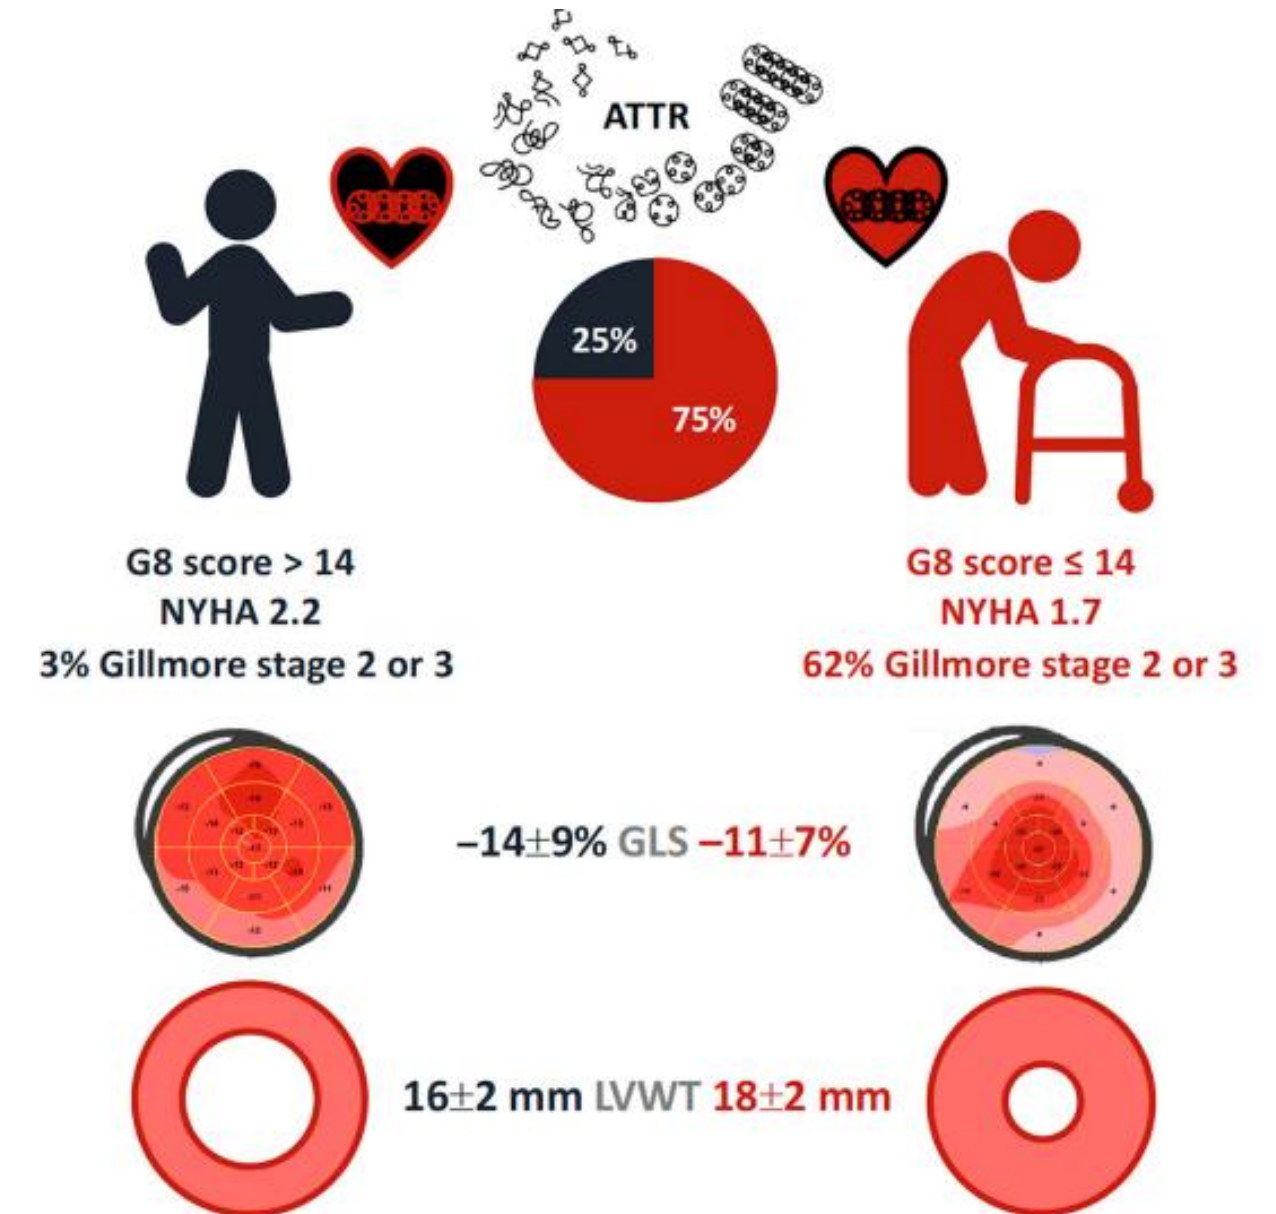 ATTR
25%
75%
G8 score > 14
NYHA 2.2
3% Gillmore stage 2 or 3
G8 score ≤ 14
NYHA 1.7
62% Gillmore stage 2 or 3
–14±9% GLS –11±7%
16±2 mm LVWT 18±2 mm